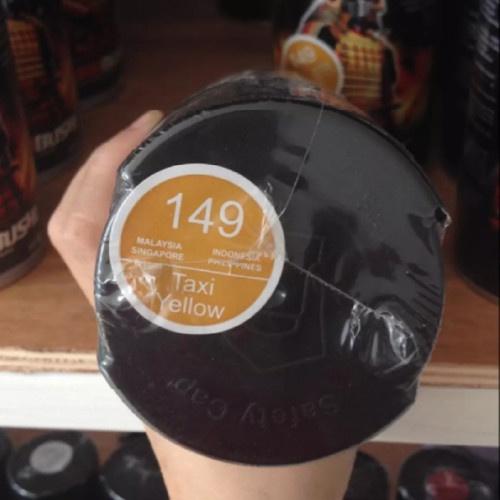 149
MALAYSIA INDONESIA
SINGAPORE PHILIPPINES
Taxi
Yellow
Safety Cap